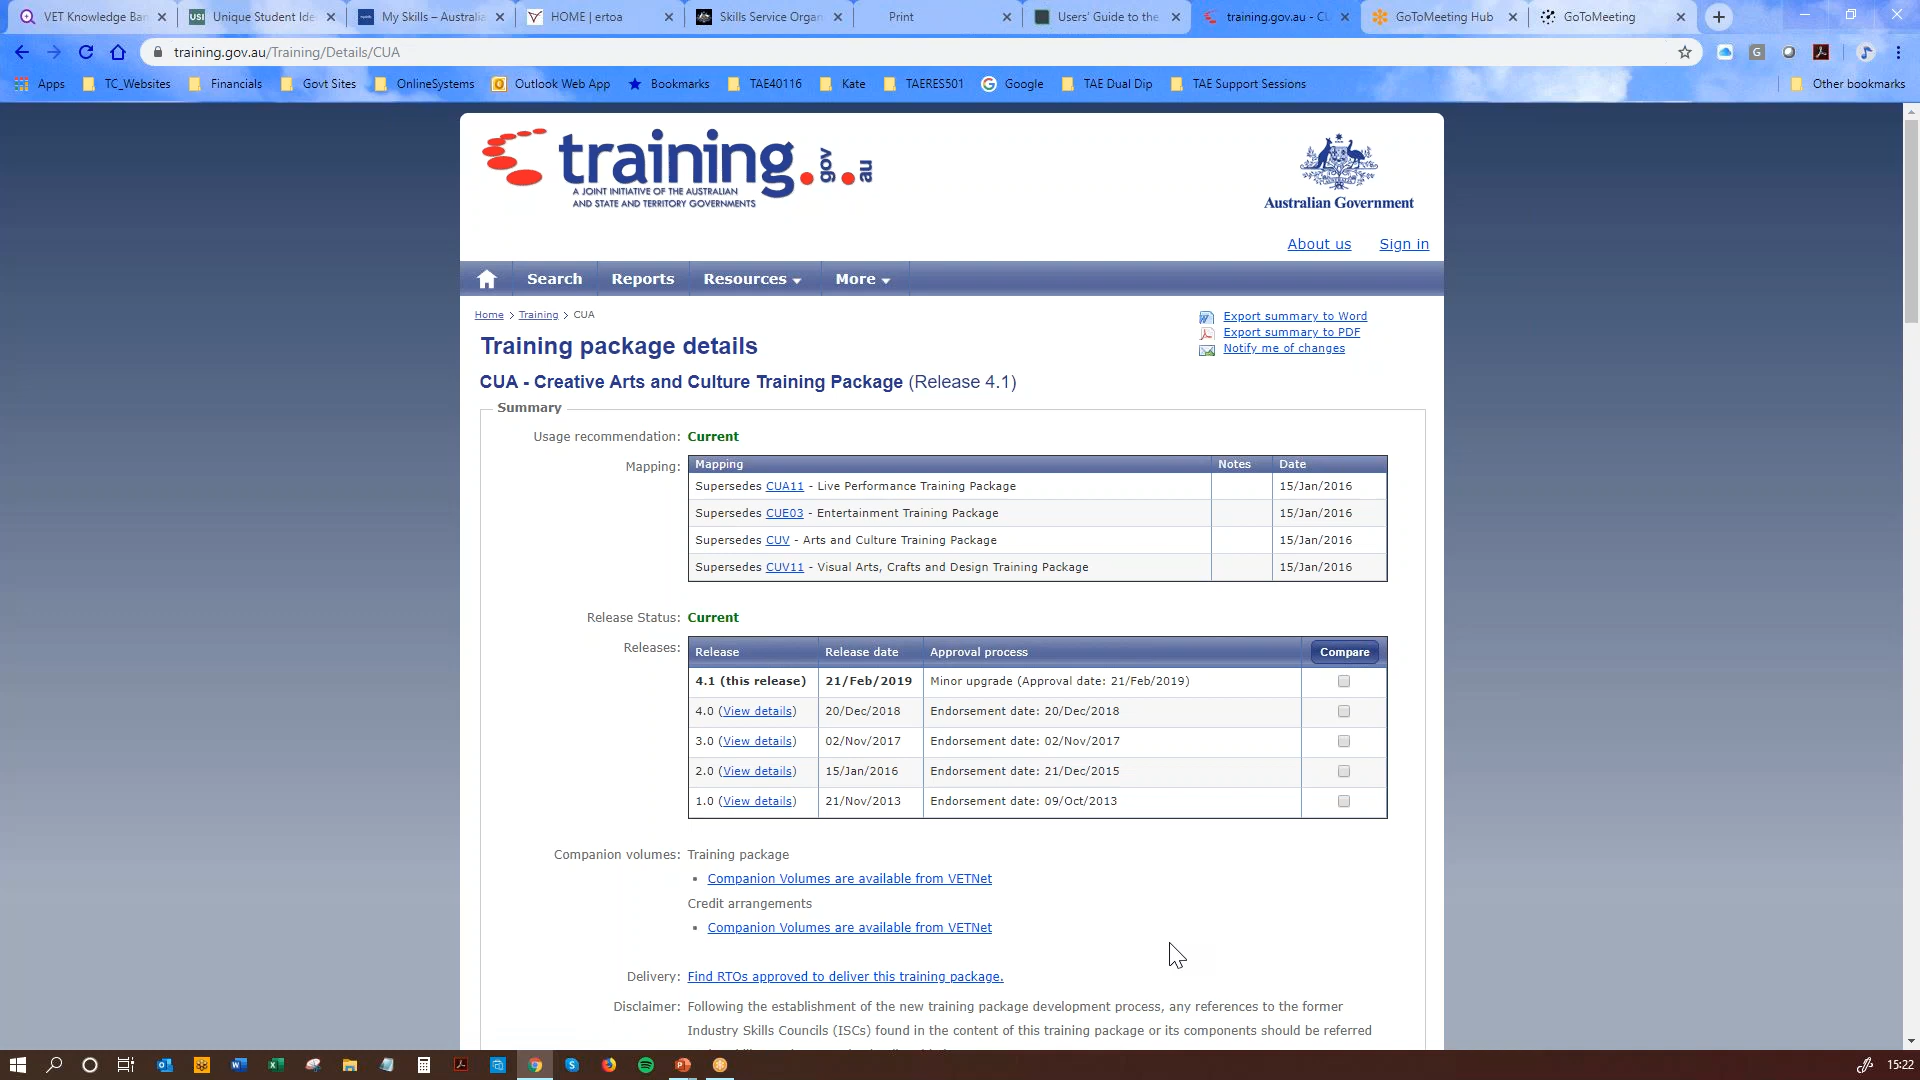 VET Knowledge Ban
Unique Student Ide
My Skills – Australia
HOME | ertoa
Skills Service Organ
Print
Users' Guide to the
training.gov.au - CU
GoToMeeting Hub
GoToMeeting
training.gov.au/Training/Details/CUA
Apps TC_Websites Financials Govt Sites OnlineSystems Outlook Web App Bookmarks TAE40116 Kate TAERES501 Google TAE Dual Dip TAE Support Sessions Other bookmarks
training.gov.au
A JOINT INITIATIVE OF THE AUSTRALIAN
AND STATE AND TERRITORY GOVERNMENTS
Australian Government
About us Sign in
Search Reports Resources More
Home > Training > CUA
Export summary to Word
Export summary to PDF
Notify me of changes
Training package details
CUA - Creative Arts and Culture Training Package (Release 4.1)
Summary
Usage recommendation: Current
Mapping: Mapping Notes Date
Supersedes CUA11 - Live Performance Training Package 15/Jan/2016
Supersedes CUE03 - Entertainment Training Package 15/Jan/2016
Supersedes CUV - Arts and Culture Training Package 15/Jan/2016
Supersedes CUV11 - Visual Arts, Crafts and Design Training Package 15/Jan/2016
Release Status: Current
Releases: Release Release date Approval process Compare
4.1 (this release) 21/Feb/2019 Minor upgrade (Approval date: 21/Feb/2019)
4.0 (View details) 20/Dec/2018 Endorsement date: 20/Dec/2018
3.0 (View details) 02/Nov/2017 Endorsement date: 02/Nov/2017
2.0 (View details) 15/Jan/2016 Endorsement date: 21/Dec/2015
1.0 (View details) 21/Nov/2013 Endorsement date: 09/Oct/2013
Companion volumes: Training package
Companion Volumes are available from VETNet
Credit arrangements
Companion Volumes are available from VETNet
Delivery: Find RTOs approved to deliver this training package.
Disclaimer: Following the establishment of the new training package development process, any references to the former
Industry Skills Councils (ISCs) found in the content of this training package or its components should be referred
15:22